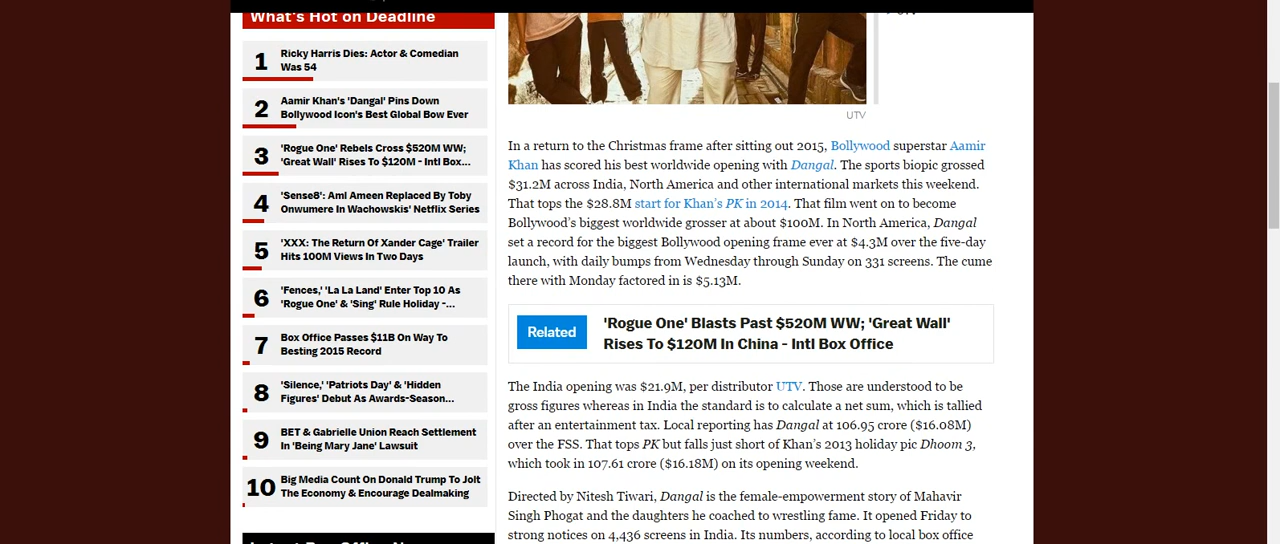 What's Hot on Deadline
1
Ricky Harris Dies: Actor & Comedian
Was 54
2
Aamir Khan's 'Dangal' Pins Down
Bollywood Icon's Best Global Bow Ever
3
'Rogue One' Rebels Cross $520M WW;
'Great Wall' Rises To $120M - Intl Box...
4
'Sense8': Aml Ameen Replaced By Toby
Onwumere In Wachowskis' Netflix Series
5
'XXX: The Return Of Xander Cage' Trailer
Hits 100M Views In Two Days
6
'Fences,' 'La La Land' Enter Top 10 As
'Rogue One' & 'Sing' Rule Holiday -...
7
Box Office Passes $11B On Way To
Besting 2015 Record
8
'Silence,' 'Patriots Day' & 'Hidden
Figures' Debut As Awards-Season...
9
BET & Gabrielle Union Reach Settlement
In 'Being Mary Jane' Lawsuit
10
Big Media Count On Donald Trump To Jolt
The Economy & Encourage Dealmaking
UTV
In a return to the Christmas frame after sitting out 2015, Bollywood superstar Aamir
Khan has scored his best worldwide opening with Dangal. The sports biopic grossed
$31.2M across India, North America and other international markets this weekend.
That tops the $28.8M start for Khan's PK in 2014. That film went on to become
Bollywood's biggest worldwide grosser at about $100M. In North America, Dangal
set a record for the biggest Bollywood opening frame ever at $4.3M over the five-day
launch, with daily bumps from Wednesday through Sunday on 331 screens. The cume
there with Monday factored in is $5.13M.
Related
'Rogue One' Blasts Past $520M WW; 'Great Wall'
Rises To $120M In China - Intl Box Office
The India opening was $21.9M, per distributor UTV. Those are understood to be
gross figures whereas in India the standard is to calculate a net sum, which is tallied
after an entertainment tax. Local reporting has Dangal at 106.95 crore ($16.08M)
over the FSS. That tops PK but falls just short of Khan's 2013 holiday pic Dhoom 3,
which took in 107.61 crore ($16.18M) on its opening weekend.
Directed by Nitesh Tiwari, Dangal is the female-empowerment story of Mahavir
Singh Phogat and the daughters he coached to wrestling fame. It opened Friday to
strong notices on 4,436 screens in India. Its numbers, according to local box office